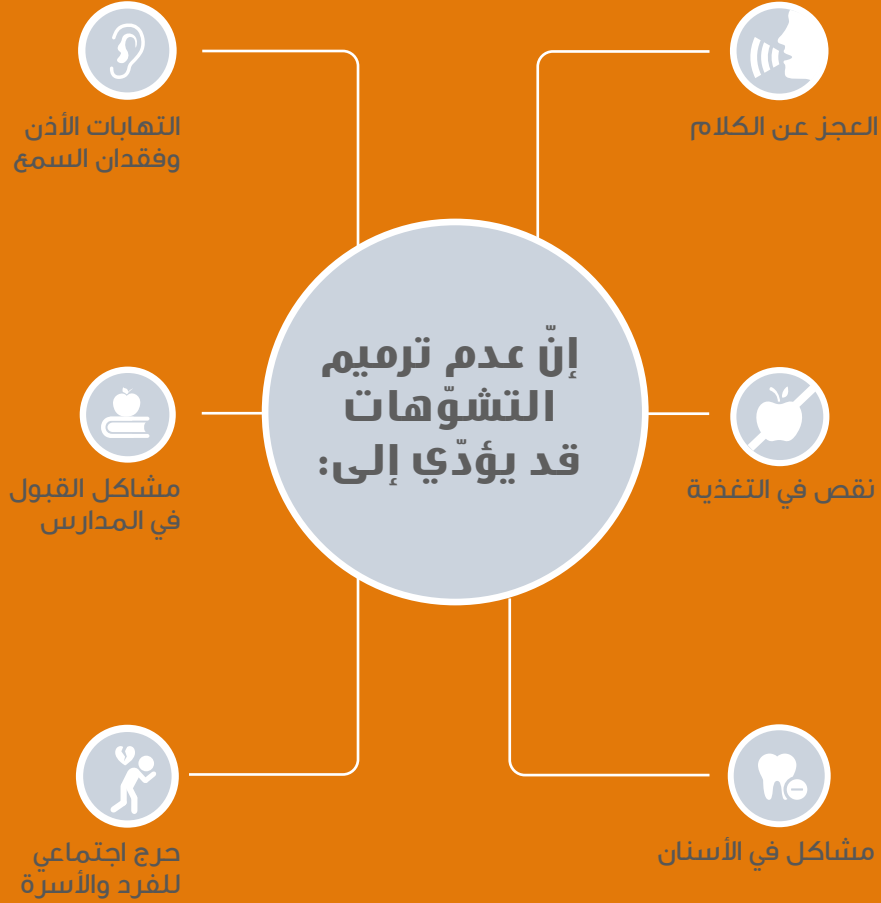 إنّ عدم ترميم
التشوّهات
قد يؤدّي إلى:
العجز عن الكلام
نقص في التغذية
مشاكل في الأسنان
التهابات الأذن
وفقدان السمع
مشاكل القبول
في المدارس
حرج اجتماعي
للفرد والأسرة